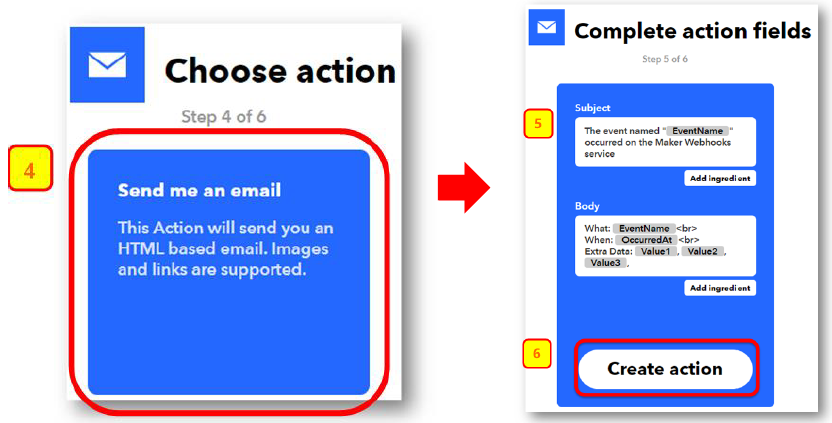 Choose action
Step 4 of 6
4
Send me an email
This Action will send you an
HTML based email. Images
and links are supported.
Complete action fields
Step 5 of 6
5
Subject
The event named " EventName "
occurred on the Maker Webhooks
service
Add ingredient
Body
What: EventName <br>
When: OccurredAt <br>
Extra Data: Value1 , Value2 ,
Value3 ,
Add ingredient
6
Create action